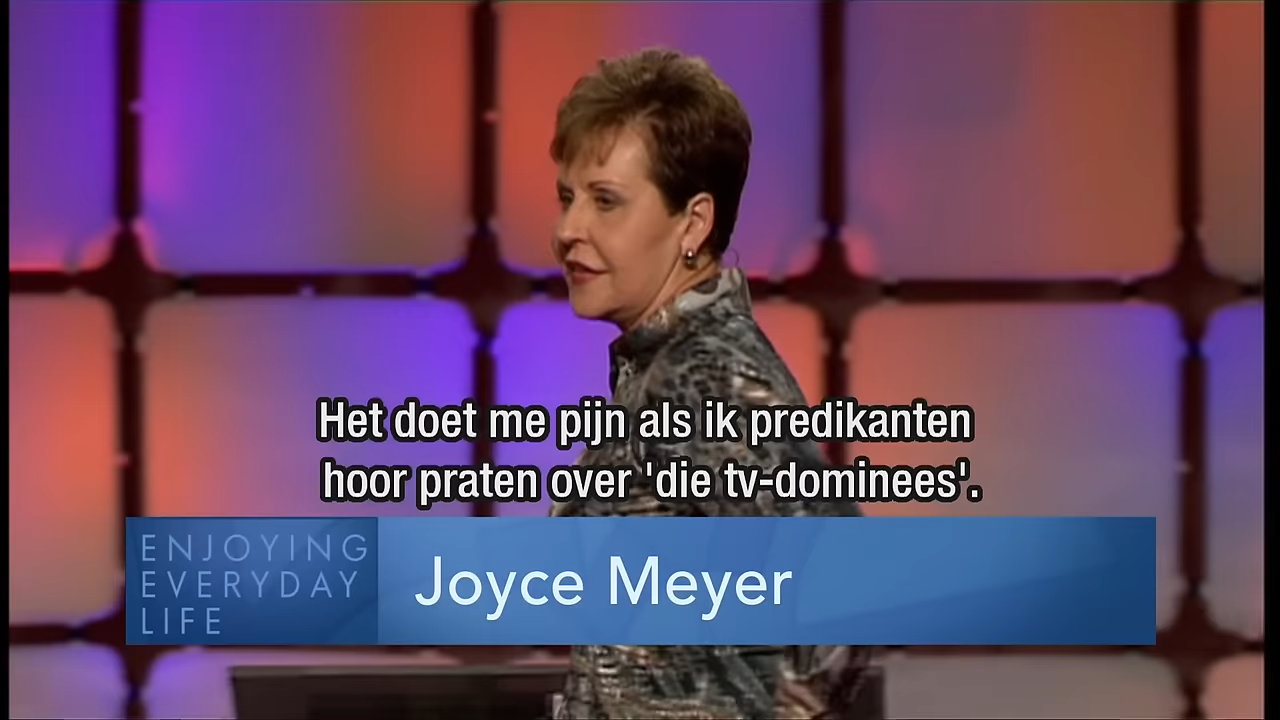 Het doet me pijn als ik predikanten
hoor praten over 'die tv-dominees'.
ENJOYING
EVERYDAY
LIFE
Joyce Meyer